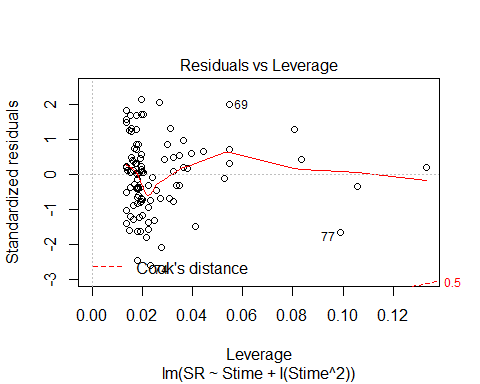 Residuals vs Leverage
Standardized residuals
2
1
0
-1
-2
-3
69
77
74
Cook's distance
0.5
0.00 0.02 0.04 0.06 0.08 0.10 0.12
Leverage
lm(SR ~ Stime + I(Stime^2))